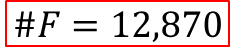 #F = 12,870